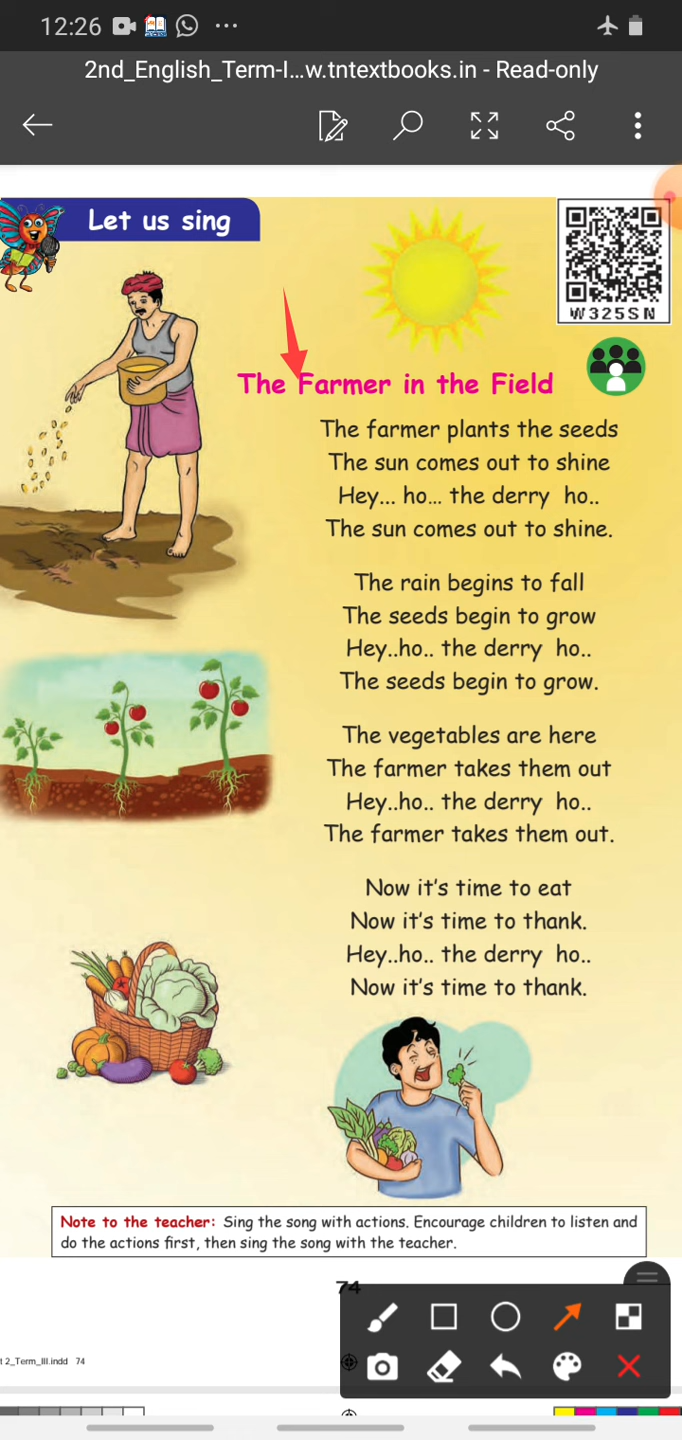 12:26
2nd_English_Term-I...w.tntextbooks.in - Read-only
Let us sing
W325SN
The Farmer in the Field
The farmer plants the seeds
The sun comes out to shine
Hey... ho... the derry ho..
The sun comes out to shine.
The rain begins to fall
The seeds begin to grow
Hey..ho.. the derry ho..
The seeds begin to grow.
The vegetables are here
The farmer takes them out
Hey..ho.. the derry ho..
The farmer takes them out.
Now it's time to eat
Now it's time to thank.
Hey..ho.. the derry ho..
Now it's time to thank.
Note to the teacher: Sing the song with actions. Encourage children to listen and
do the actions first, then sing the song with the teacher.
74
t 2_Term_III.indd 74